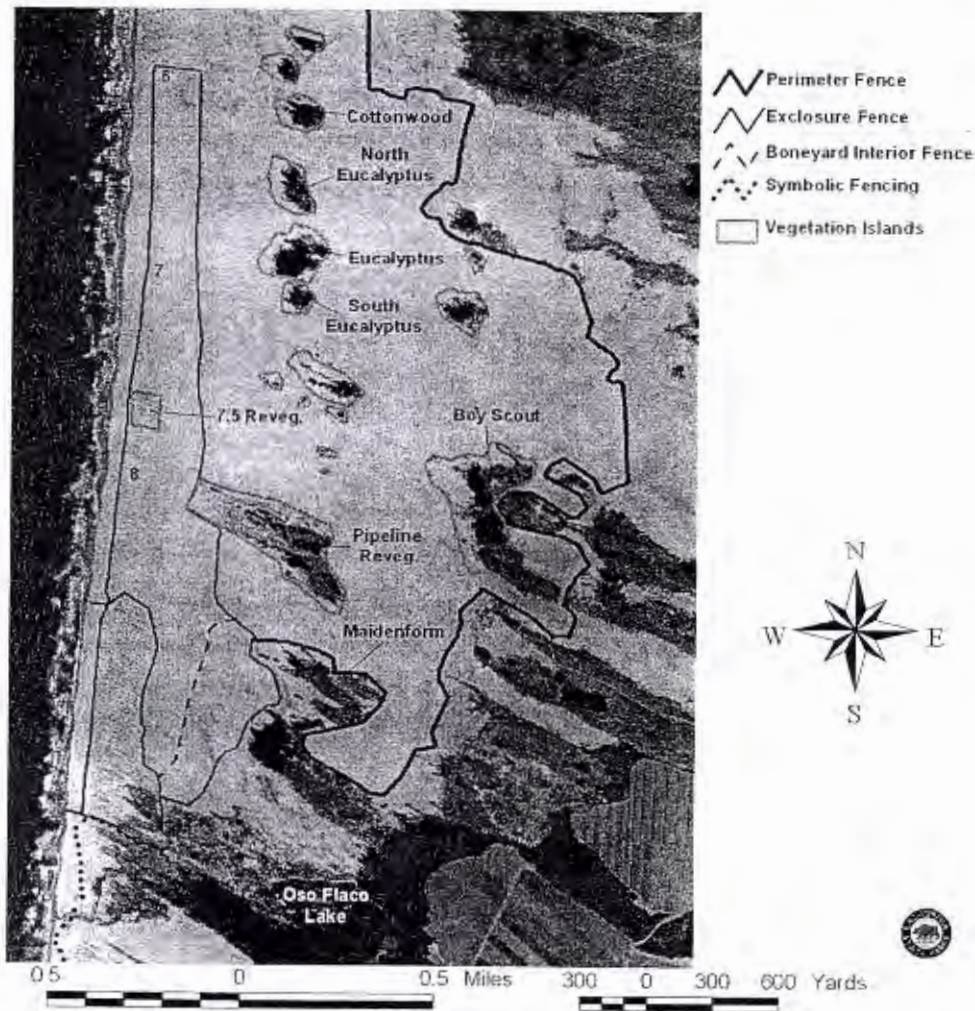 6
Cottonwood
North
Eucalyptus
7
Eucalyptus
South
Eucalyptus
7.5 Reveg.
Boy Scout
8
Pipeline
Reveg.
Maidenform
Oso Flaco
Lake
Perimeter Fence
Exclosure Fence
Boneyard Interior Fence
Symbolic Fencing
Vegetation Islands
N
W E
S
0.5 0 0.5 Miles
300 0 300 600 Yards